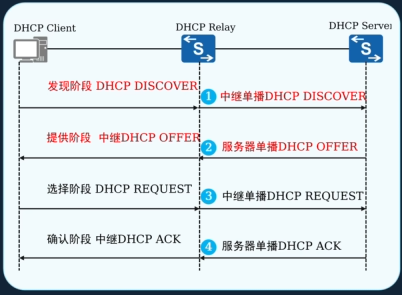 DHCP Client DHCP Relay DHCP Server
发现阶段 DHCP DISCOVER
1 中继单播DHCP DISCOVER
提供阶段 中继DHCP OFFER
2 服务器单播DHCP OFFER
选择阶段 DHCP REQUEST
3 中继单播DHCP REQUEST
确认阶段 中继DHCP ACK
4 服务器单播DHCP ACK